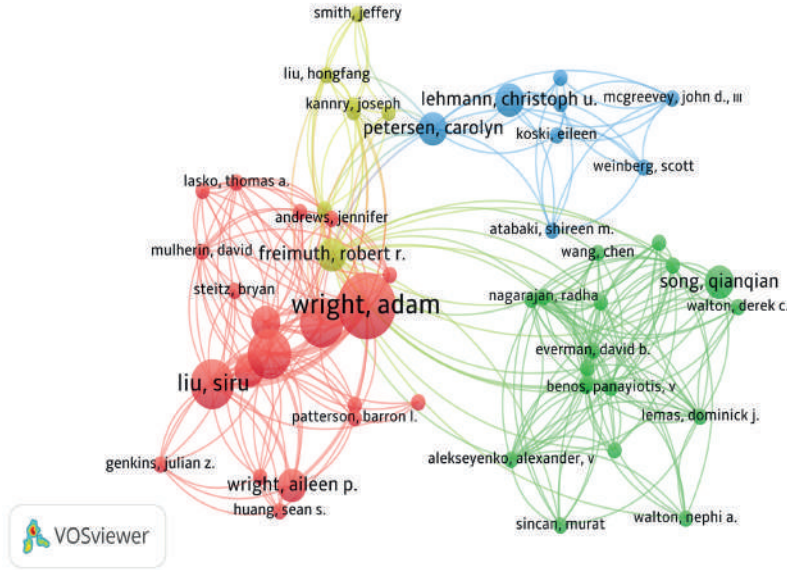 smith, jeffery
liu, hongfang
kannry, joseph
lehmann, christoph u.
mcgreevey, john d., III
petersen, carolyn
koski, eileen
weinberg, scott
lasko, thomas a.
andrews, jennifer
atabaki, shireen m.
mulherin, david
freimuth, robert r.
wang, chen
song, qianqian
steitz, bryan
nagarajan, radha
wright, adam
walton, derek c.
everman, david b.
liu, siru
benos, panayiotis, v
patterson, barron l.
lemas, dominick j.
genkins, julian z.
alekseyenko, alexander, v
wright, aileen p.
huang, sean s.
sincan, murat
walton, nephi a.
VOSviewer